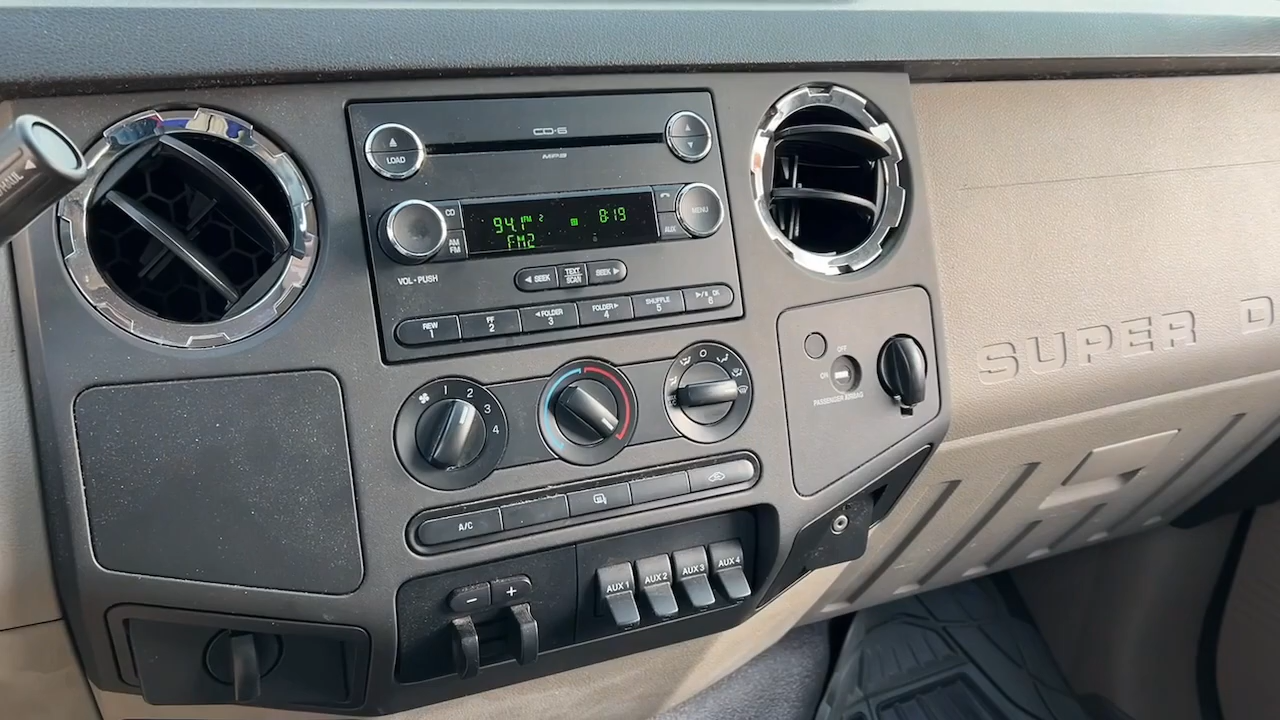 CD-6
LOAD
MP3
CD
MENU
94.1FM 2
8:19
FM2
AM
FM
AUX
VOL - PUSH
SEEK
TEXT
SCAN
SEEK
REW
1
FF
2
FOLDER
3
FOLDER
4
SHUFFLE
5
OK
6
SUPER D
1
2
3
4
O
OFF
ON
PASSENGER AIRBAG
A/C
AUX 1
AUX 2
AUX 3
AUX 4
− +